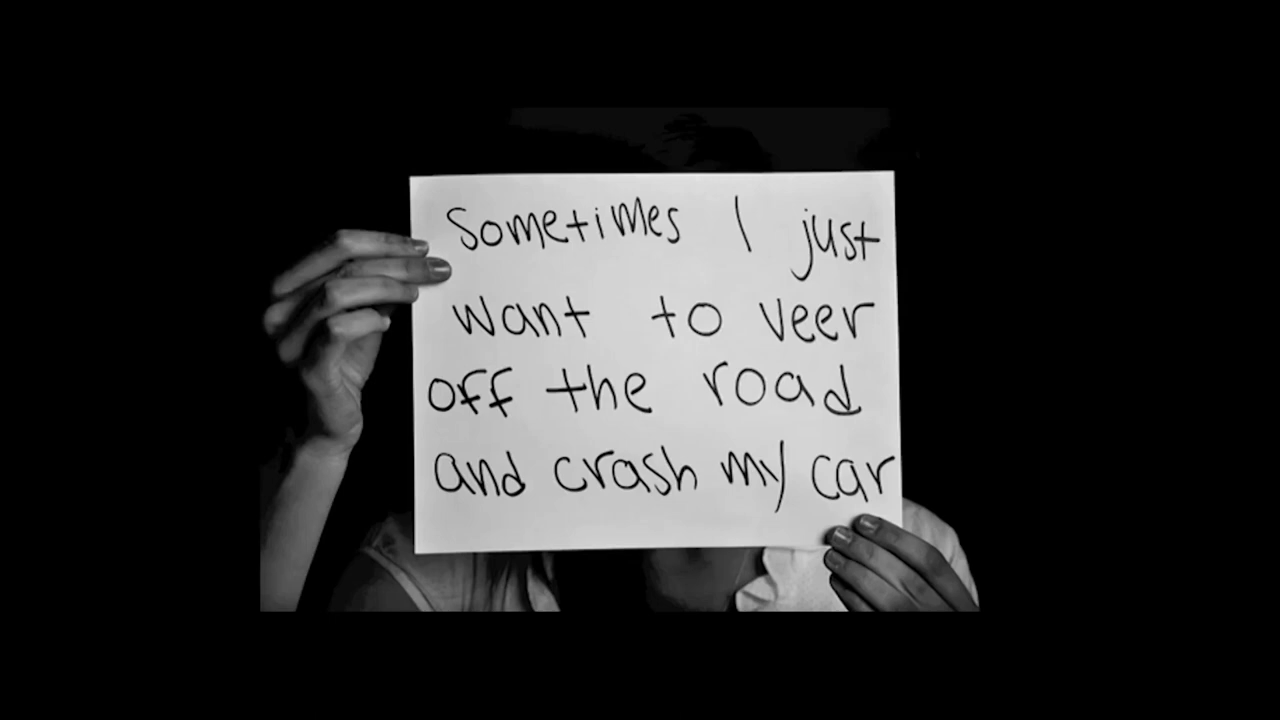 Sometimes I just
want to veer
off the road
and crash my car